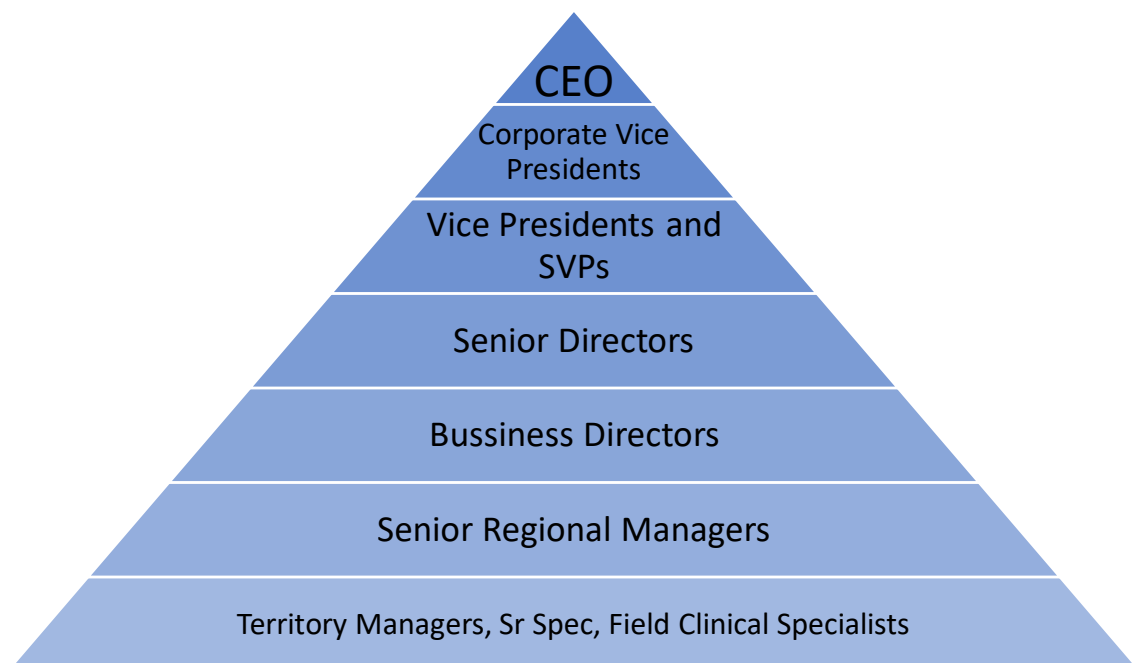 CEO
Corporate Vice
Presidents
Vice Presidents and
SVPs
Senior Directors
Bussiness Directors
Senior Regional Managers
Territory Managers, Sr Spec, Field Clinical Specialists